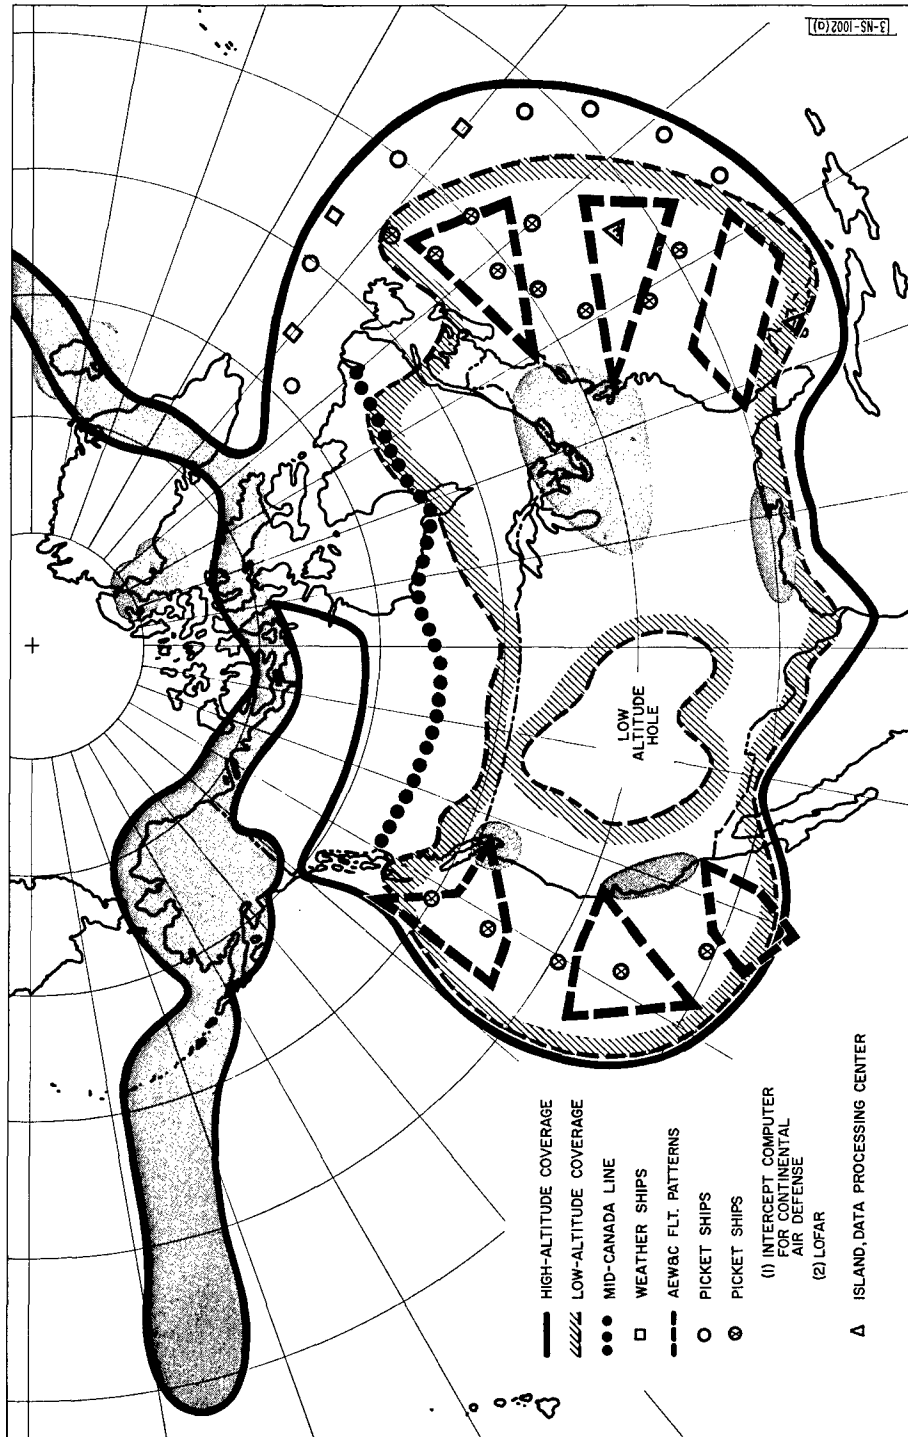 3-NS-1002(a)
LOW
ALTITUDE
HOLE
HIGH-ALTITUDE COVERAGE
LOW-ALTITUDE COVERAGE
MID-CANADA LINE
WEATHER SHIPS
AEW&C FLT. PATTERNS
PICKET SHIPS
PICKET SHIPS
(1) INTERCEPT COMPUTER
FOR CONTINENTAL
AIR DEFENSE
(2) LOFAR
ISLAND, DATA PROCESSING CENTER